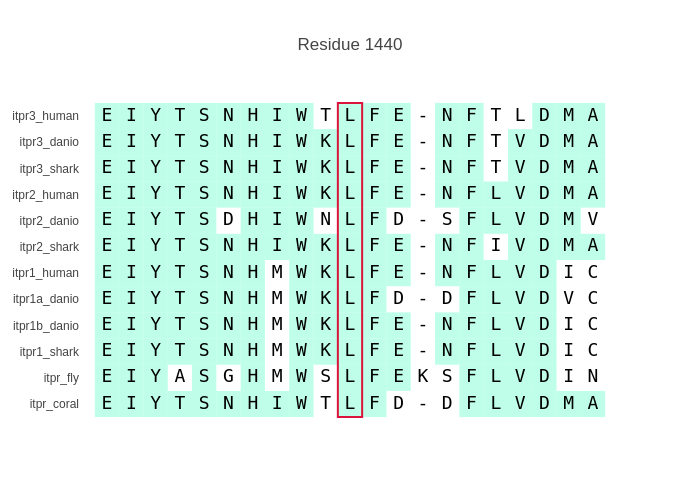 Residue 1440
itpr3_human E I Y T S N H I W T L F E - N F T L D M A
itpr3_danio E I Y T S N H I W K L F E - N F T V D M A
itpr3_shark E I Y T S N H I W K L F E - N F T V D M A
itpr2_human E I Y T S N H I W K L F E - N F L V D M A
itpr2_danio E I Y T S D H I W N L F D - S F L V D M V
itpr2_shark E I Y T S N H I W K L F E - N F I V D M A
itpr1_human E I Y T S N H M W K L F E - N F L V D I C
itpr1a_danio E I Y T S N H M W K L F D - D F L V D V C
itpr1b_danio E I Y T S N H M W K L F E - N F L V D I C
itpr1_shark E I Y T S N H M W K L F E - N F L V D I C
itpr_fly E I Y A S G H M W S L F E K S F L V D I N
itpr_coral E I Y T S N H I W T L F D - D F L V D M A